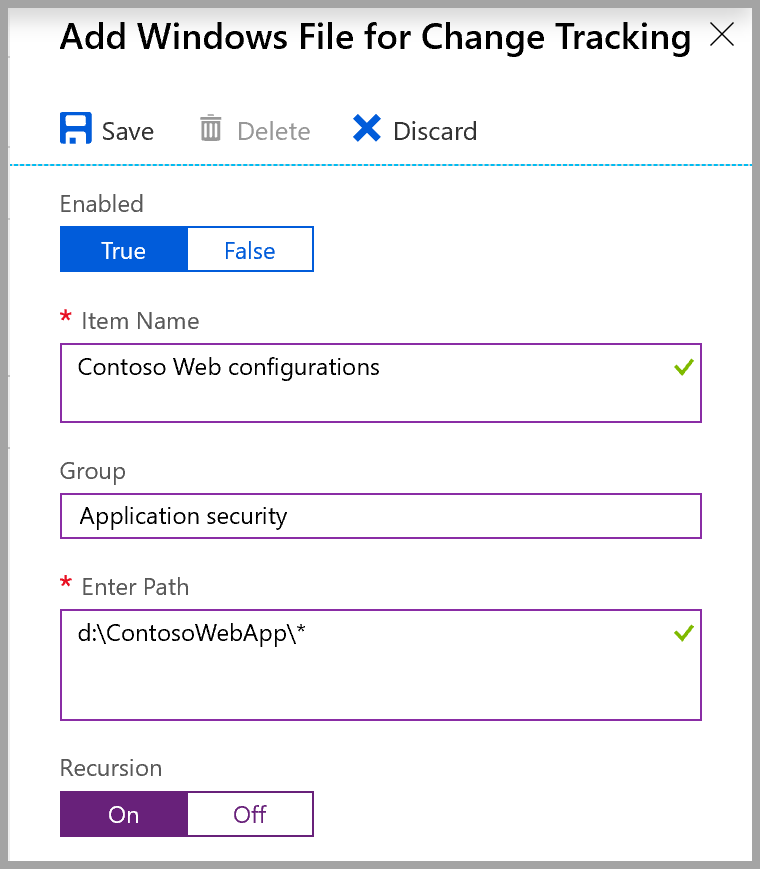 Add Windows File for Change Tracking
Save Delete Discard
Enabled
True False
* Item Name
Contoso Web configurations
Group
Application security
* Enter Path
d:\ContosoWebApp\*
Recursion
On Off